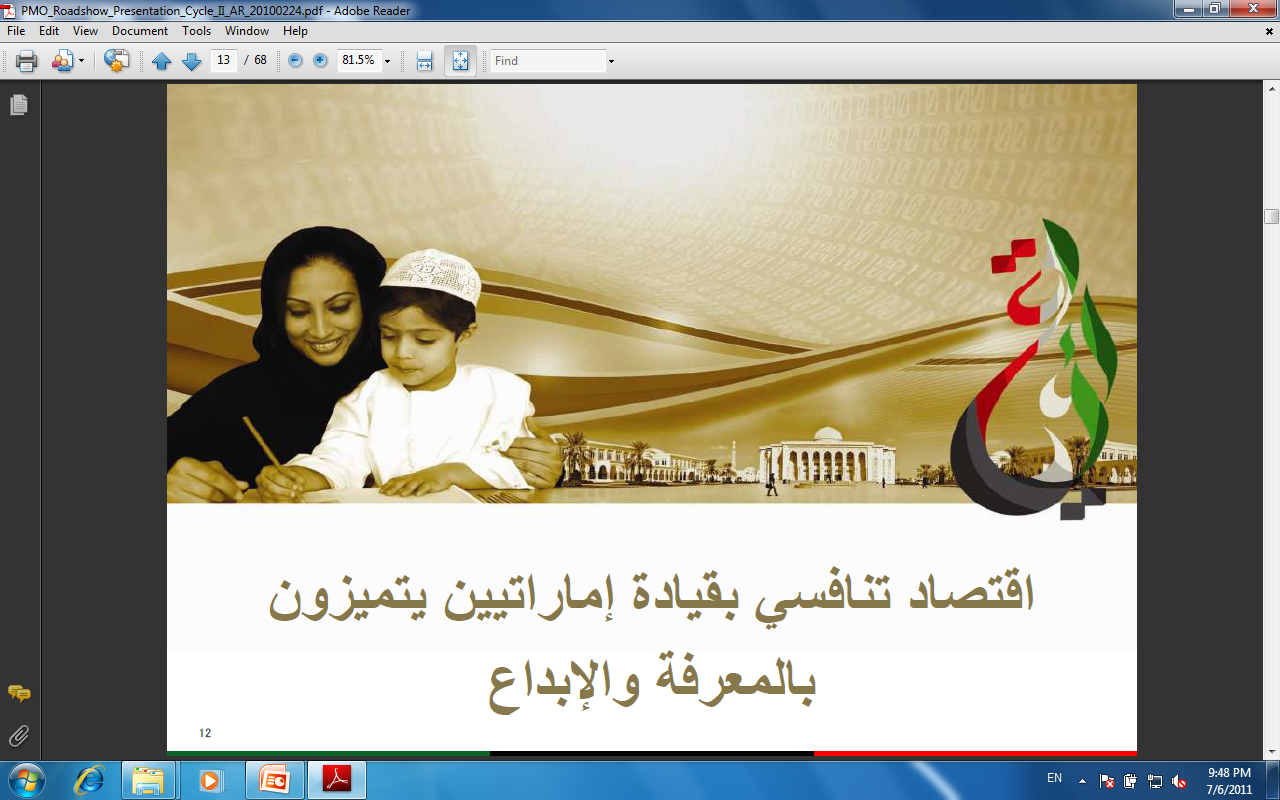 PMO_Roadshow_Presentation_Cycle_II_AR_20100224.pdf - Adobe Reader
File Edit View Document Tools Window Help
13 / 68 81.5% Find
اقتصاد تنافسي بقيادة إماراتيين يتميزون
بالمعرفة والإبداع
12
EN 9:48 PM
7/6/2011